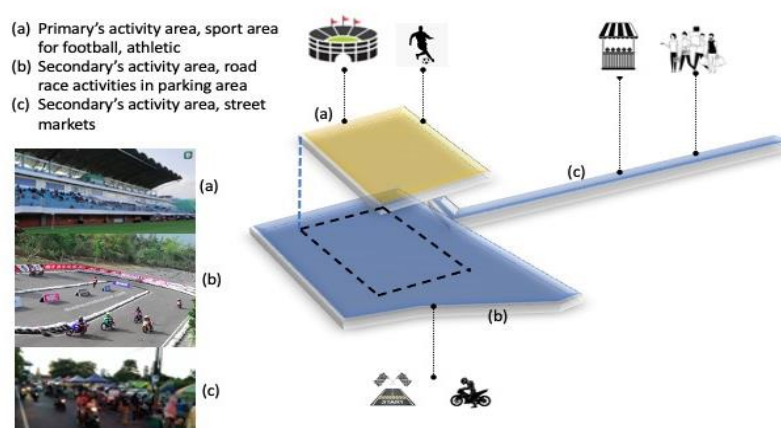 (a) Primary's activity area, sport area
for football, athletic
(b) Secondary's activity area, road
race activities in parking area
(c) Secondary's activity area, street
markets
(a)
(c)
(a)
(b)
(b)
(c)
START